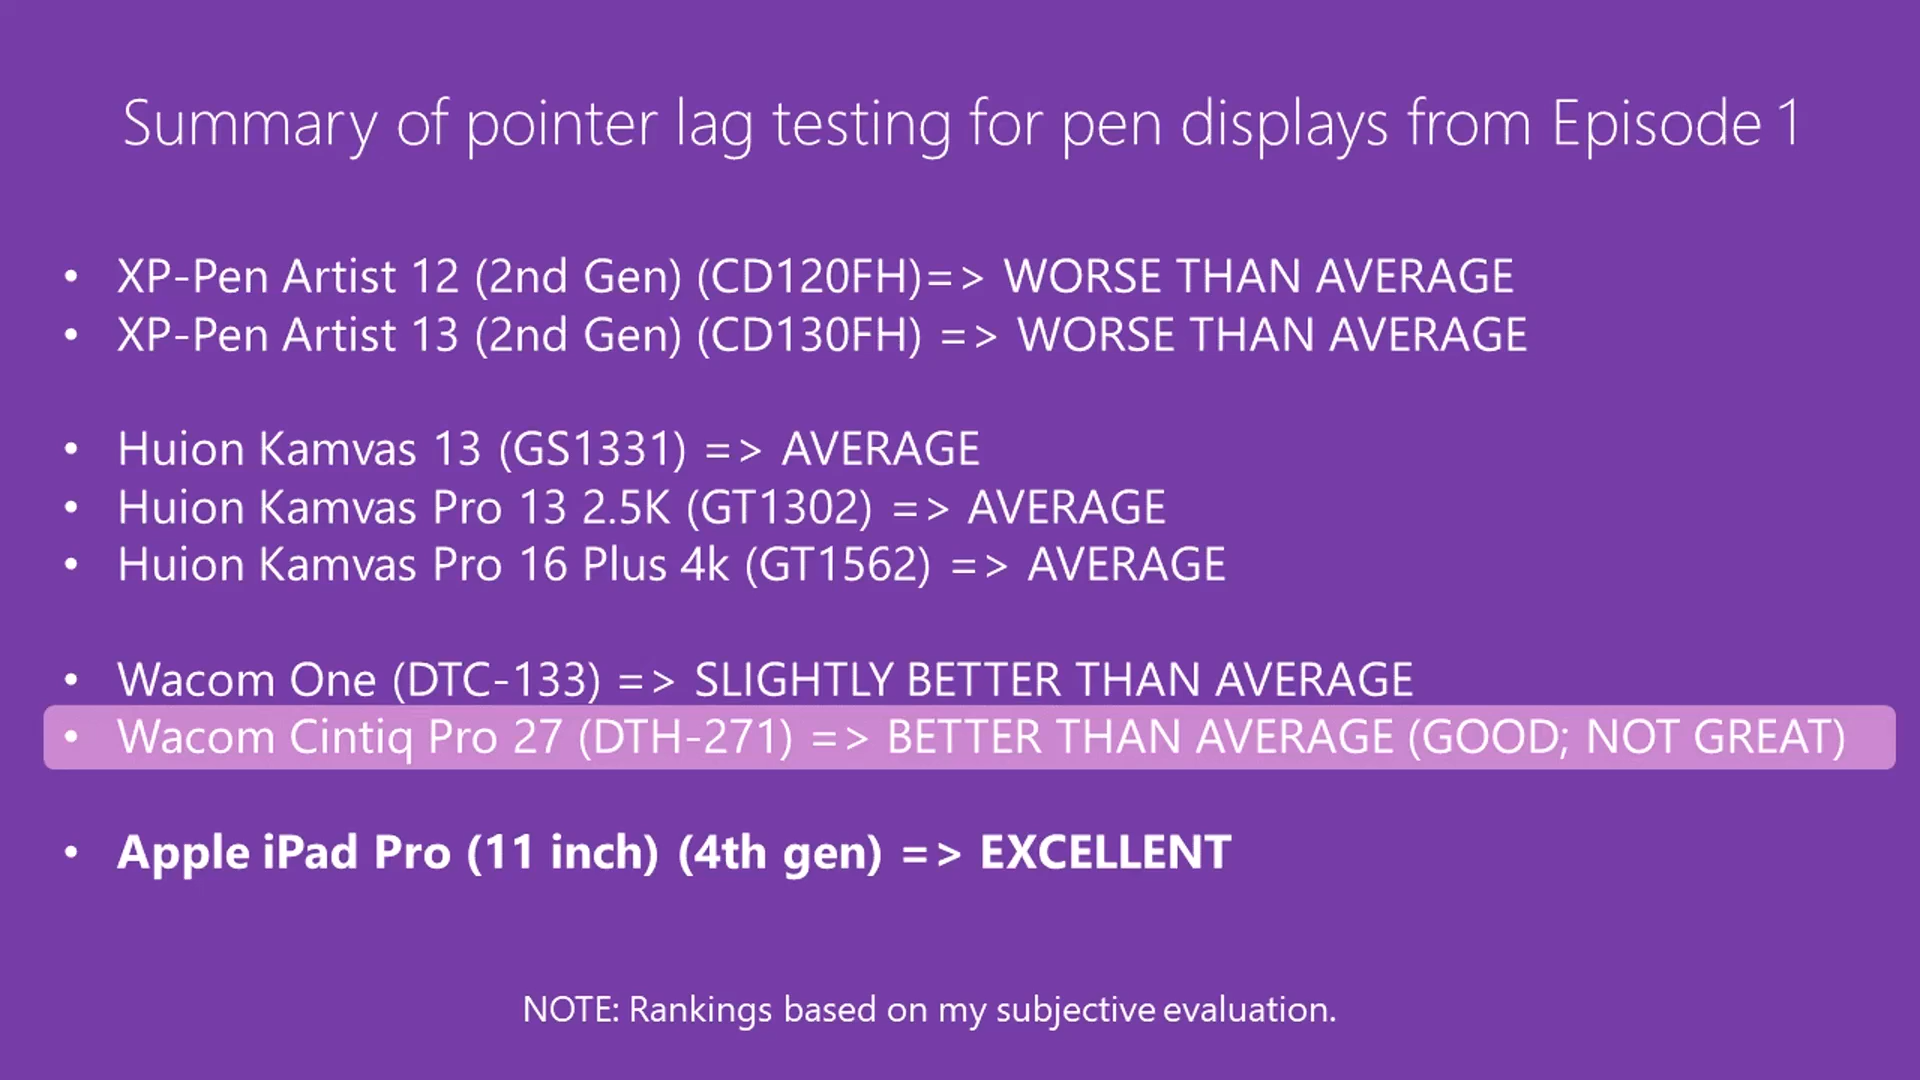 Summary of pointer lag testing for pen displays from Episode 1
• XP-Pen Artist 12 (2nd Gen) (CD120FH)=> WORSE THAN AVERAGE
• XP-Pen Artist 13 (2nd Gen) (CD130FH) => WORSE THAN AVERAGE
• Huion Kamvas 13 (GS1331) => AVERAGE
• Huion Kamvas Pro 13 2.5K (GT1302) => AVERAGE
• Huion Kamvas Pro 16 Plus 4k (GT1562) => AVERAGE
• Wacom One (DTC-133) => SLIGHTLY BETTER THAN AVERAGE
• Wacom Cintiq Pro 27 (DTH-271) => BETTER THAN AVERAGE (GOOD; NOT GREAT)
• Apple iPad Pro (11 inch) (4th gen) => EXCELLENT
NOTE: Rankings based on my subjective evaluation.